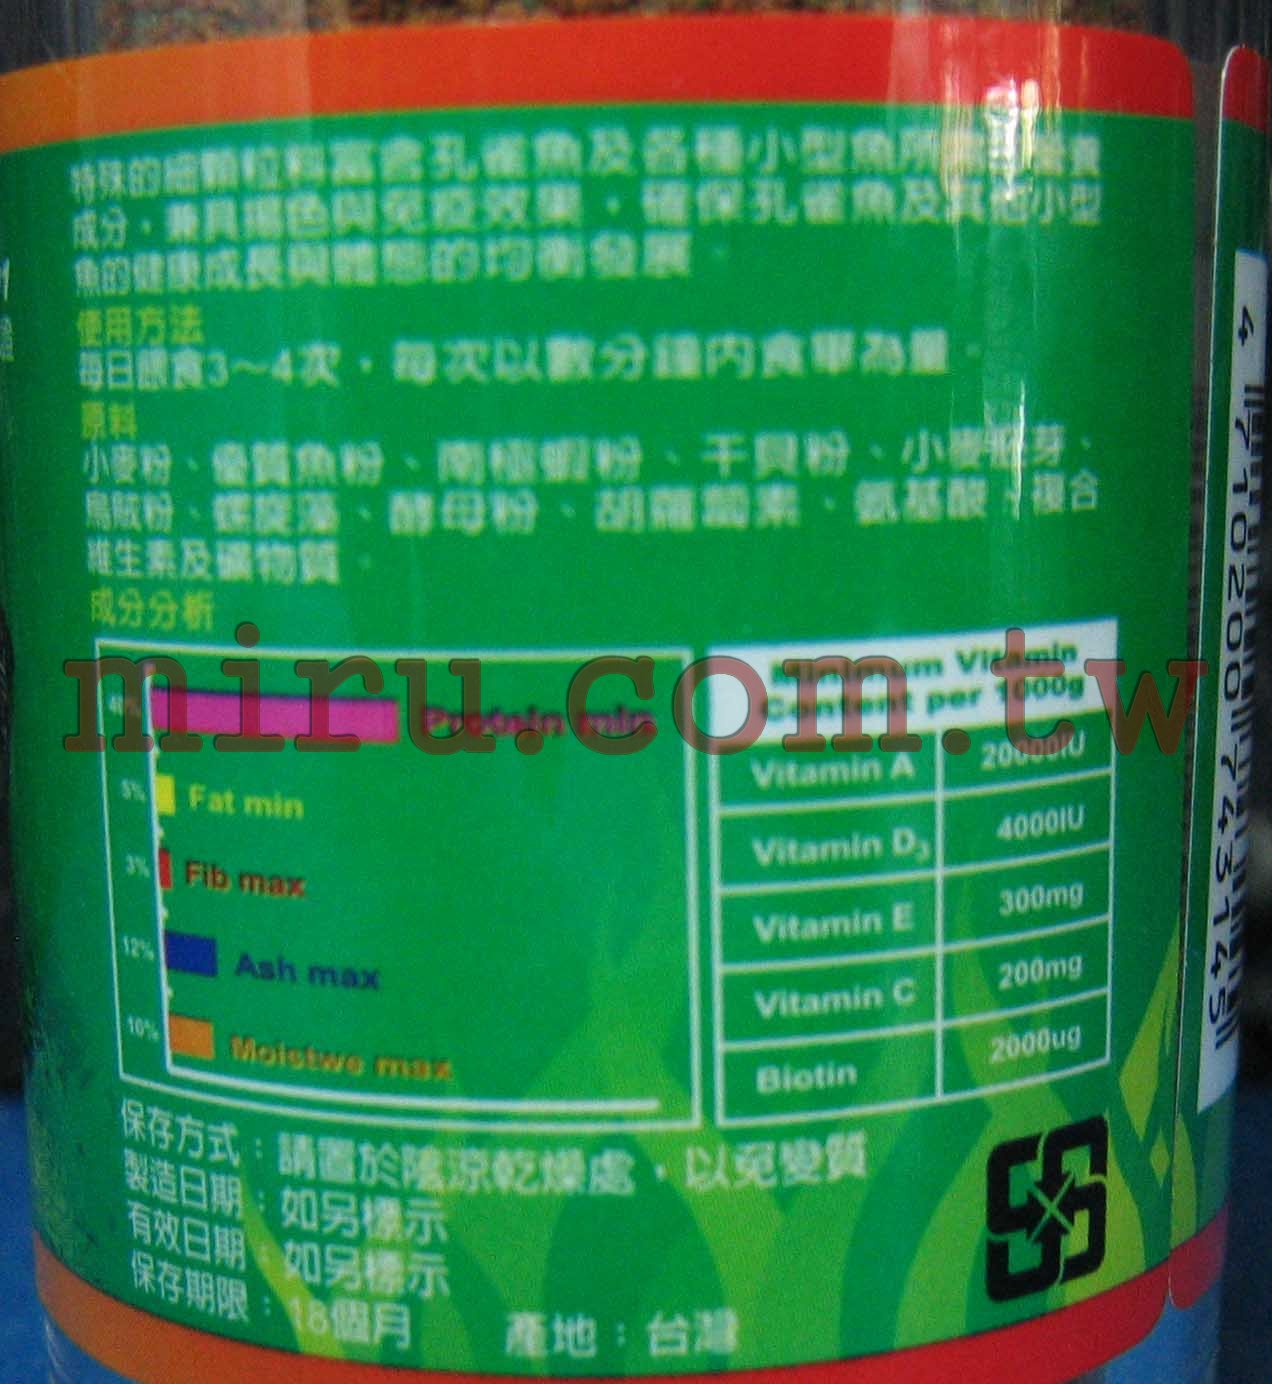 特殊的細顆粒料富含孔雀魚及各種小型魚所需的營養
成分，兼具揚色與免疫效果，確保孔雀魚及其他小型
魚的健康成長與體態的均衡發展。
使用方法
每日餵食3～4次，每次以數分鐘內食畢為量。
原料
小麥粉、優質魚粉、南極蝦粉、干貝粉、小麥胚芽、
烏賊粉、螺旋藻、酵母粉、胡蘿蔔素、氨基酸、複合
維生素及礦物質。
成分分析
miru.com.tw
Protein min
5% Fat min
3% Fib max
12% Ash max
10% Moistwe max
Minimum Vitamin
Content per 1000g
Vitamin A 20000IU
Vitamin D3 4000IU
Vitamin E 300mg
Vitamin C 200mg
Biotin 2000ug
保存方式：請置於陰涼乾燥處，以免變質
製造日期：如另標示
有效日期：如另標示
保存期限：18個月 產地：台灣
4 710200 743145